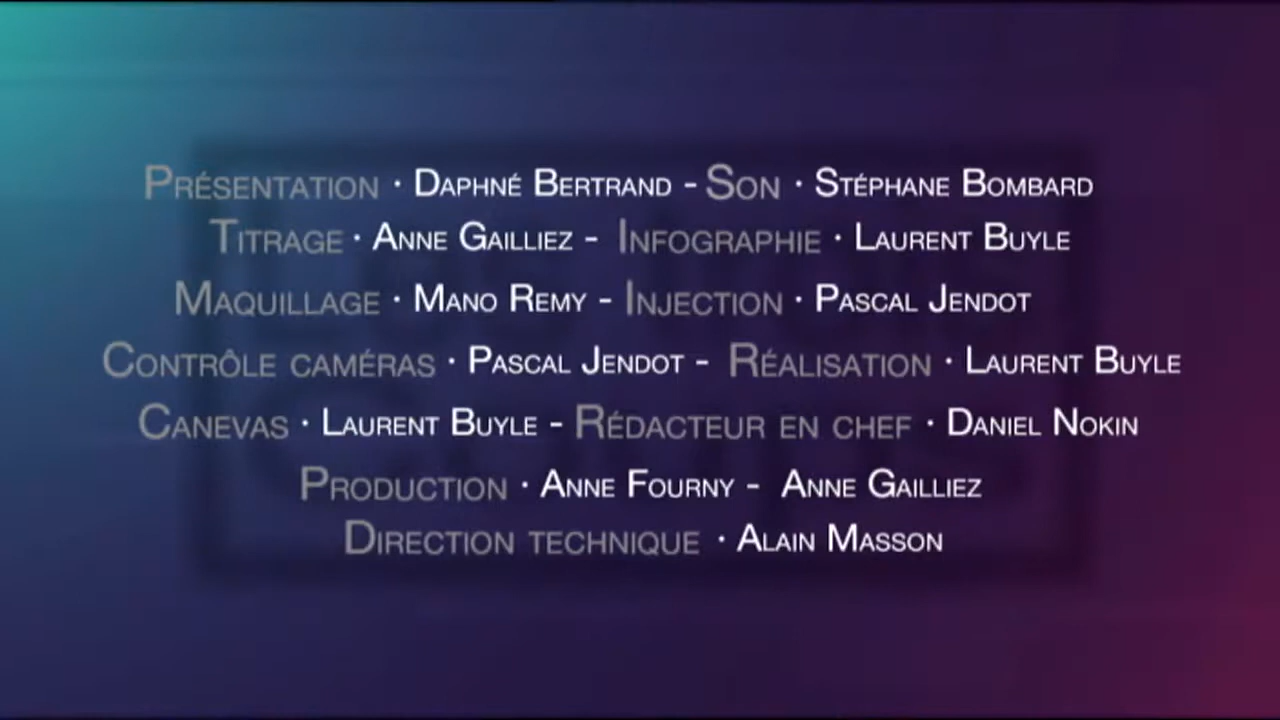 Présentation · Daphné Bertrand - Son · Stéphane Bombard
Titrage · Anne Gailliez - Infographie · Laurent Buyle
Maquillage · Mano Remy - Injection · Pascal Jendot
Contrôle caméras · Pascal Jendot - Réalisation · Laurent Buyle
Canevas · Laurent Buyle - Rédacteur en chef · Daniel Nokin
Production · Anne Fourny - Anne Gailliez
Direction technique · Alain Masson